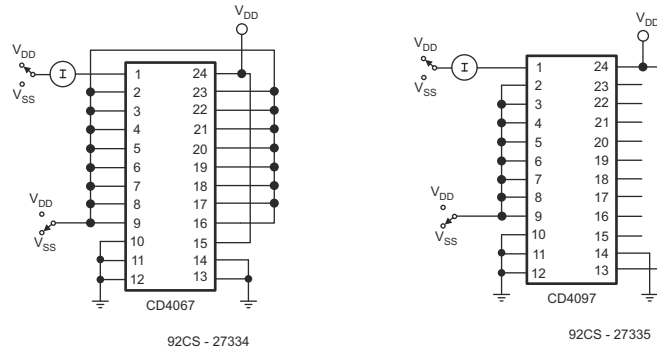 VDD
VDD
I
VSS
1 24
2 23
3 22
4 21
5 20
6 19
7 18
8 17
9 16
10 15
11 14
12 13
VDD
VSS
CD4067
92CS - 27334
VDD
VDD
I
VSS
1 24
2 23
3 22
4 21
5 20
6 19
7 18
8 17
9 16
10 15
11 14
12 13
VDD
VSS
CD4097
92CS - 27335